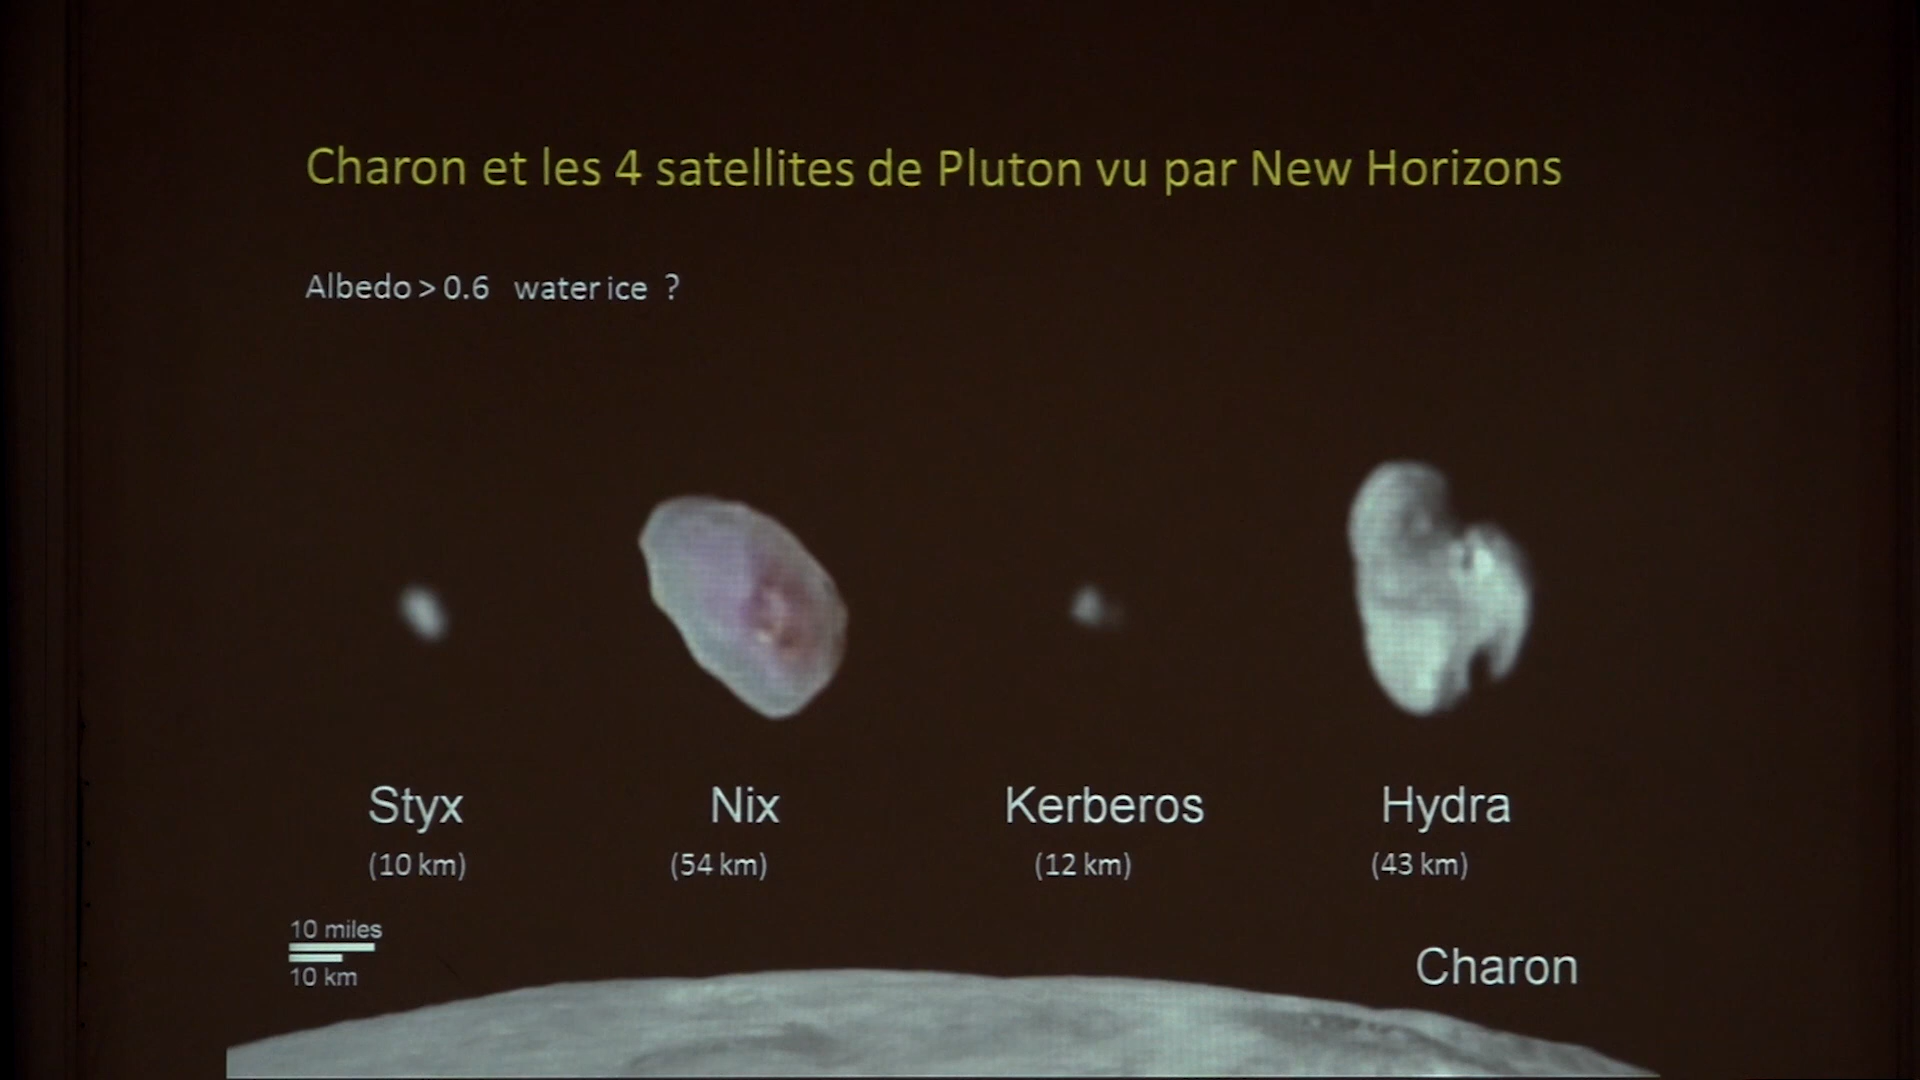 Charon et les 4 satellites de Pluton vu par New Horizons
Albedo > 0.6 water ice ?
Styx
Nix
Kerberos
Hydra
(10 km)
(54 km)
(12 km)
(43 km)
10 miles
10 km
Charon